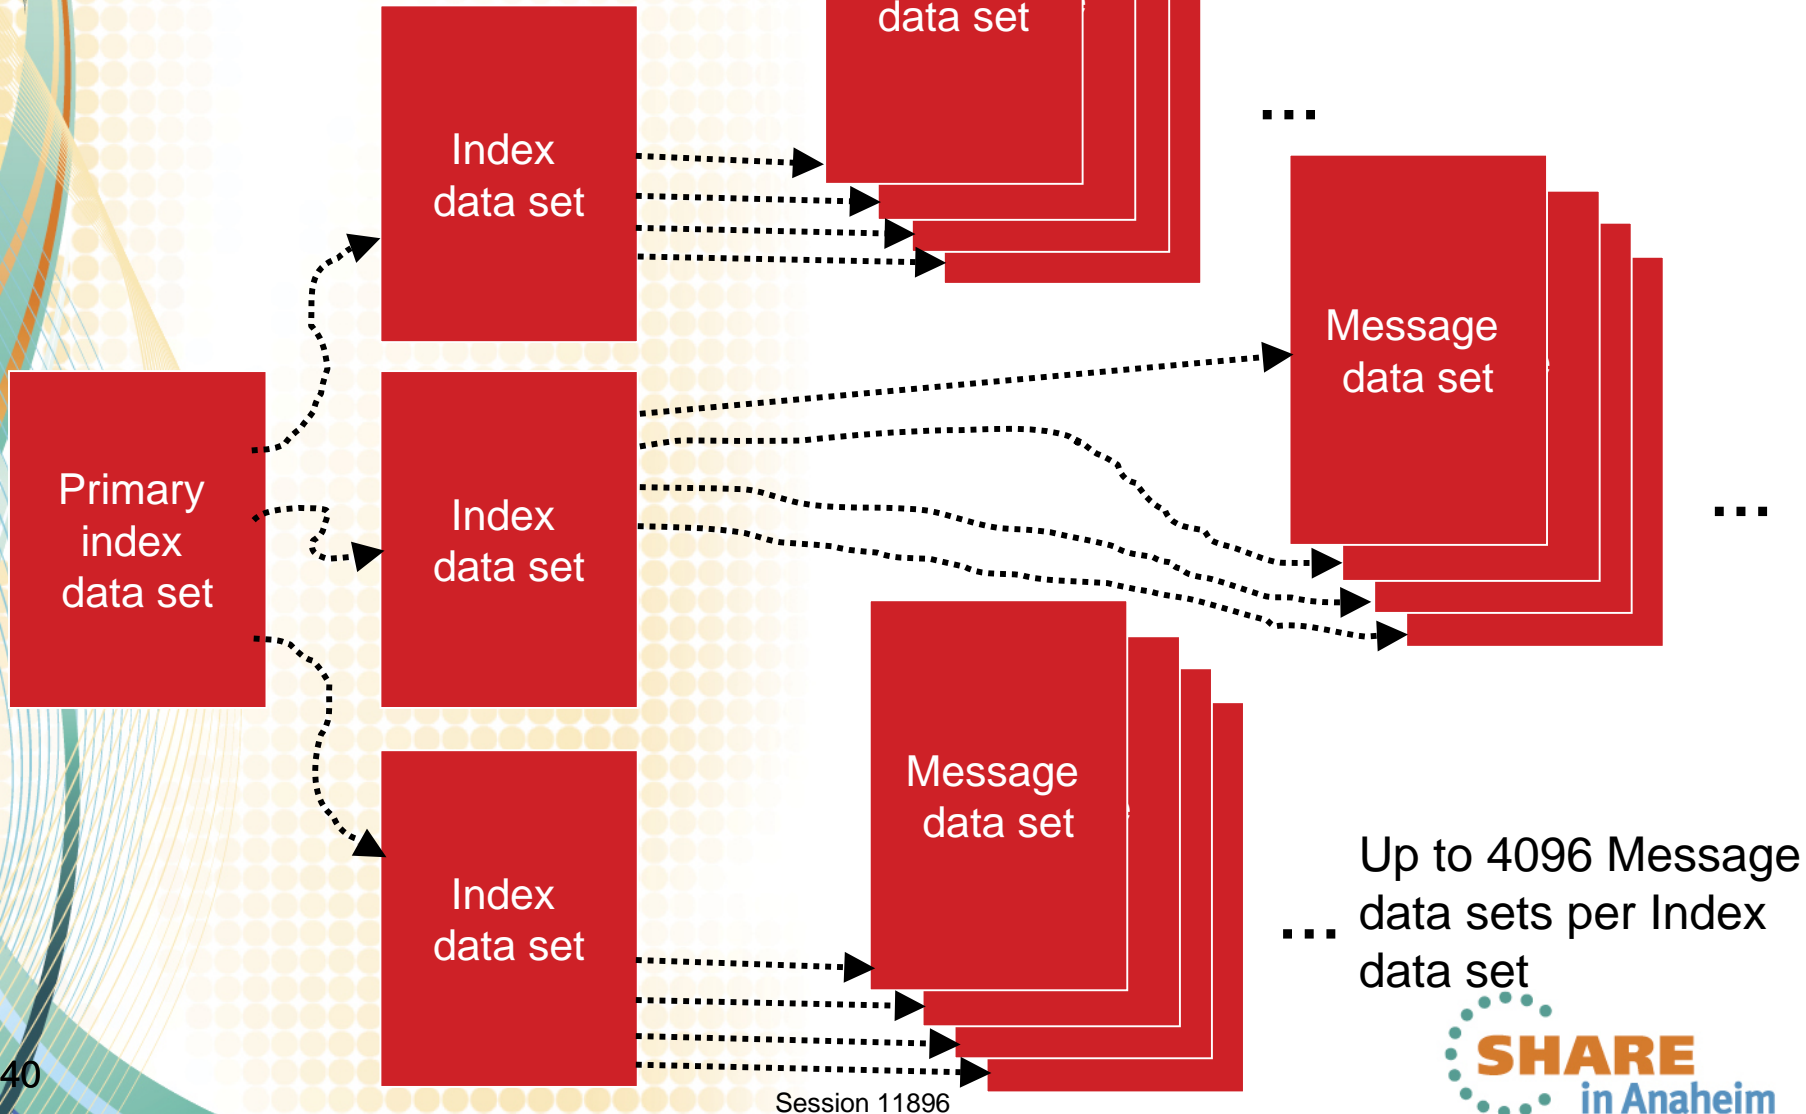 data set
Index
data set
...
Message
data set
Primary
index
data set
Index
data set
...
Message
data set
Index
data set
...
Up to 4096 Message
data sets per Index
data set
SHARE
in Anaheim
40
Session 11896